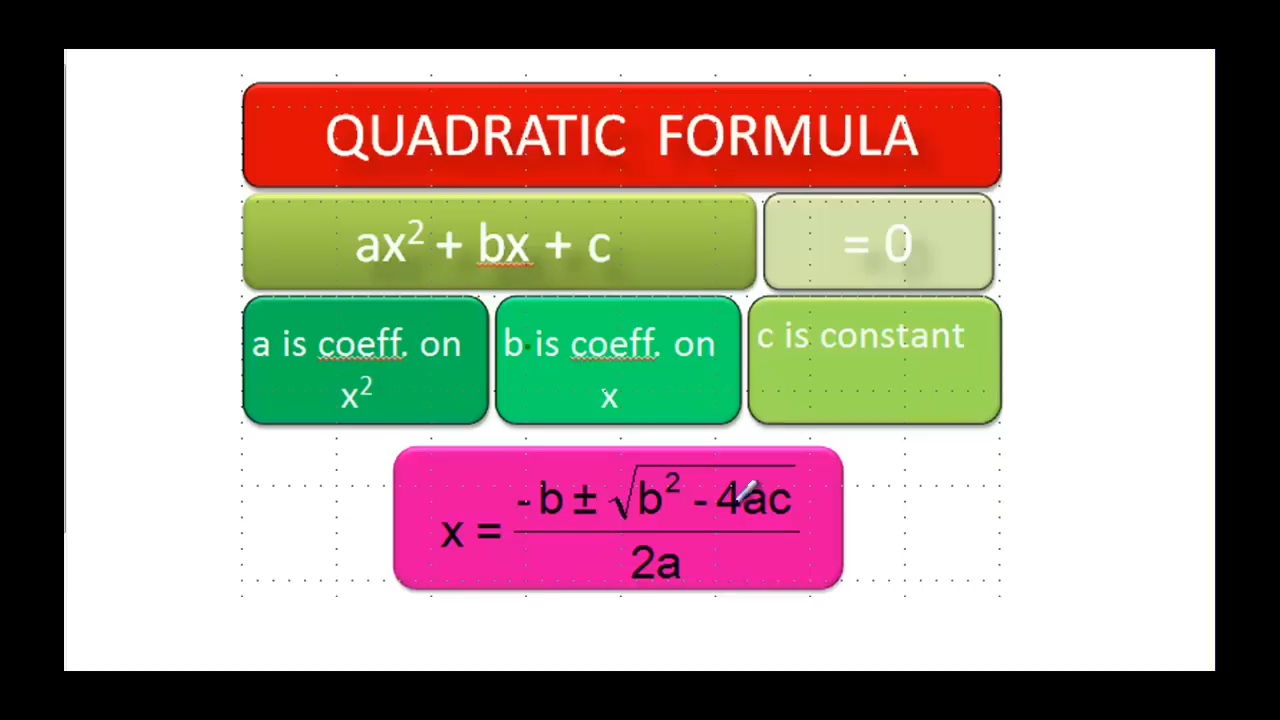 QUADRATIC FORMULA
ax² + bx + c = 0
a is coeff. on
x²
b is coeff. on
x
c is constant
x = (-b ± √(b² - 4ac)) / 2a